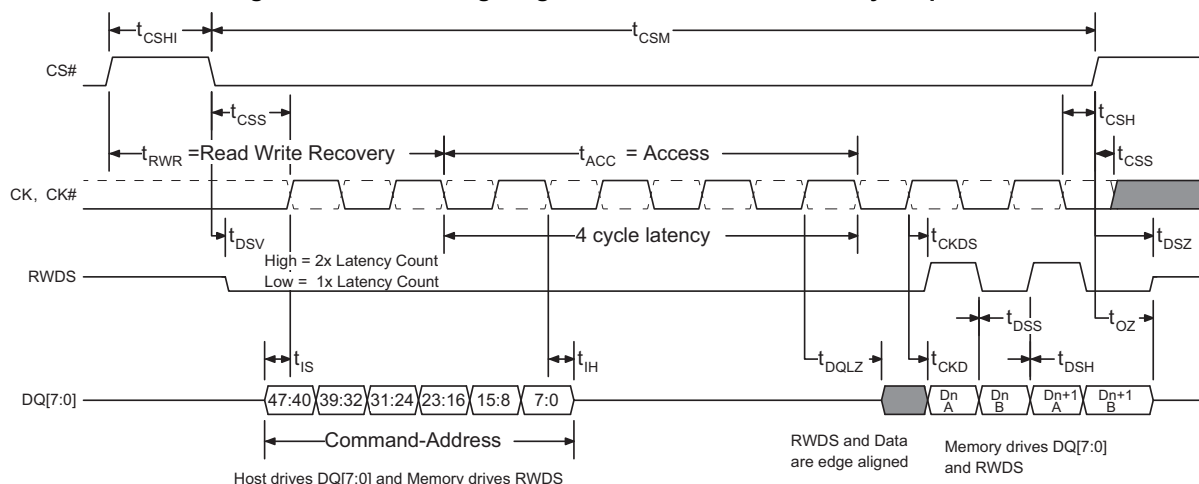 tCSHI
tCSM
CS#
tCSS
tCSH
tRWR =Read Write Recovery
tACC = Access
tCSS
CK, CK#
tDSV
4 cycle latency
tCKDS
tDSZ
High = 2x Latency Count
Low = 1x Latency Count
RWDS
tDSS
tOZ
tIS
tIH
tDQLZ
tCKD
tDSH
DQ[7:0]
47:40 39:32 31:24 23:16 15:8 7:0
Dn A
Dn B
Dn+1 A
Dn+1 B
Command-Address
RWDS and Data
are edge aligned
Memory drives DQ[7:0]
and RWDS
Host drives DQ[7:0] and Memory drives RWDS